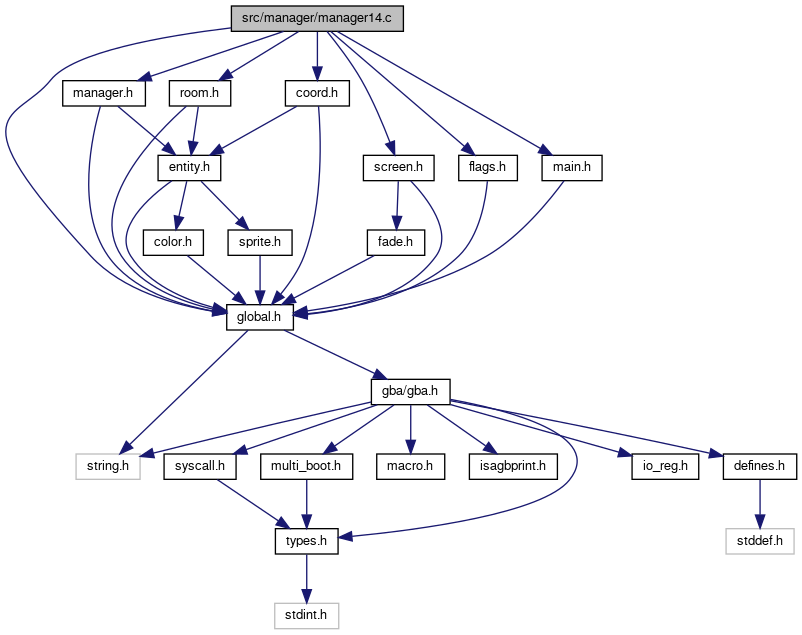 src/manager/manager14.c
manager.h
room.h
coord.h
entity.h
screen.h
flags.h
main.h
color.h
sprite.h
fade.h
global.h
gba/gba.h
string.h
syscall.h
multi_boot.h
macro.h
isagbprint.h
io_reg.h
defines.h
types.h
stddef.h
stdint.h